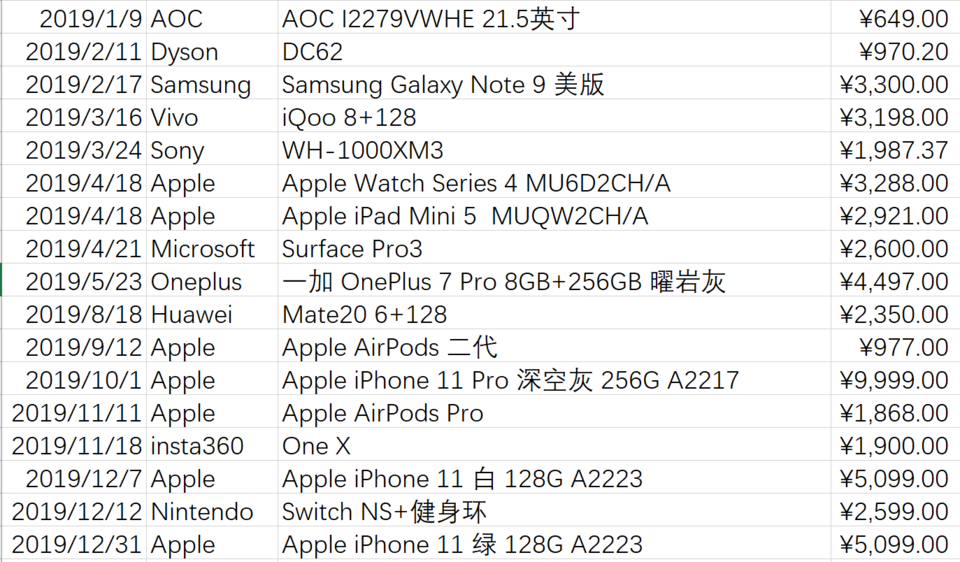 2019/1/9 AOC AOC I2279VWHE 21.5英寸 ¥649.00
2019/2/11 Dyson DC62 ¥970.20
2019/2/17 Samsung Samsung Galaxy Note 9 美版 ¥3,300.00
2019/3/16 Vivo iQoo 8+128 ¥3,198.00
2019/3/24 Sony WH-1000XM3 ¥1,987.37
2019/4/18 Apple Apple Watch Series 4 MU6D2CH/A ¥3,288.00
2019/4/18 Apple Apple iPad Mini 5  MUQW2CH/A ¥2,921.00
2019/4/21 Microsoft Surface Pro3 ¥2,600.00
2019/5/23 Oneplus 一加 OnePlus 7 Pro 8GB+256GB 曜岩灰 ¥4,497.00
2019/8/18 Huawei Mate20 6+128 ¥2,350.00
2019/9/12 Apple Apple AirPods 二代 ¥977.00
2019/10/1 Apple Apple iPhone 11 Pro 深空灰 256G A2217 ¥9,999.00
2019/11/11 Apple Apple AirPods Pro ¥1,868.00
2019/11/18 insta360 One X ¥1,900.00
2019/12/7 Apple Apple iPhone 11 白 128G A2223 ¥5,099.00
2019/12/12 Nintendo Switch NS+健身环 ¥2,599.00
2019/12/31 Apple Apple iPhone 11 绿 128G A2223 ¥5,099.00